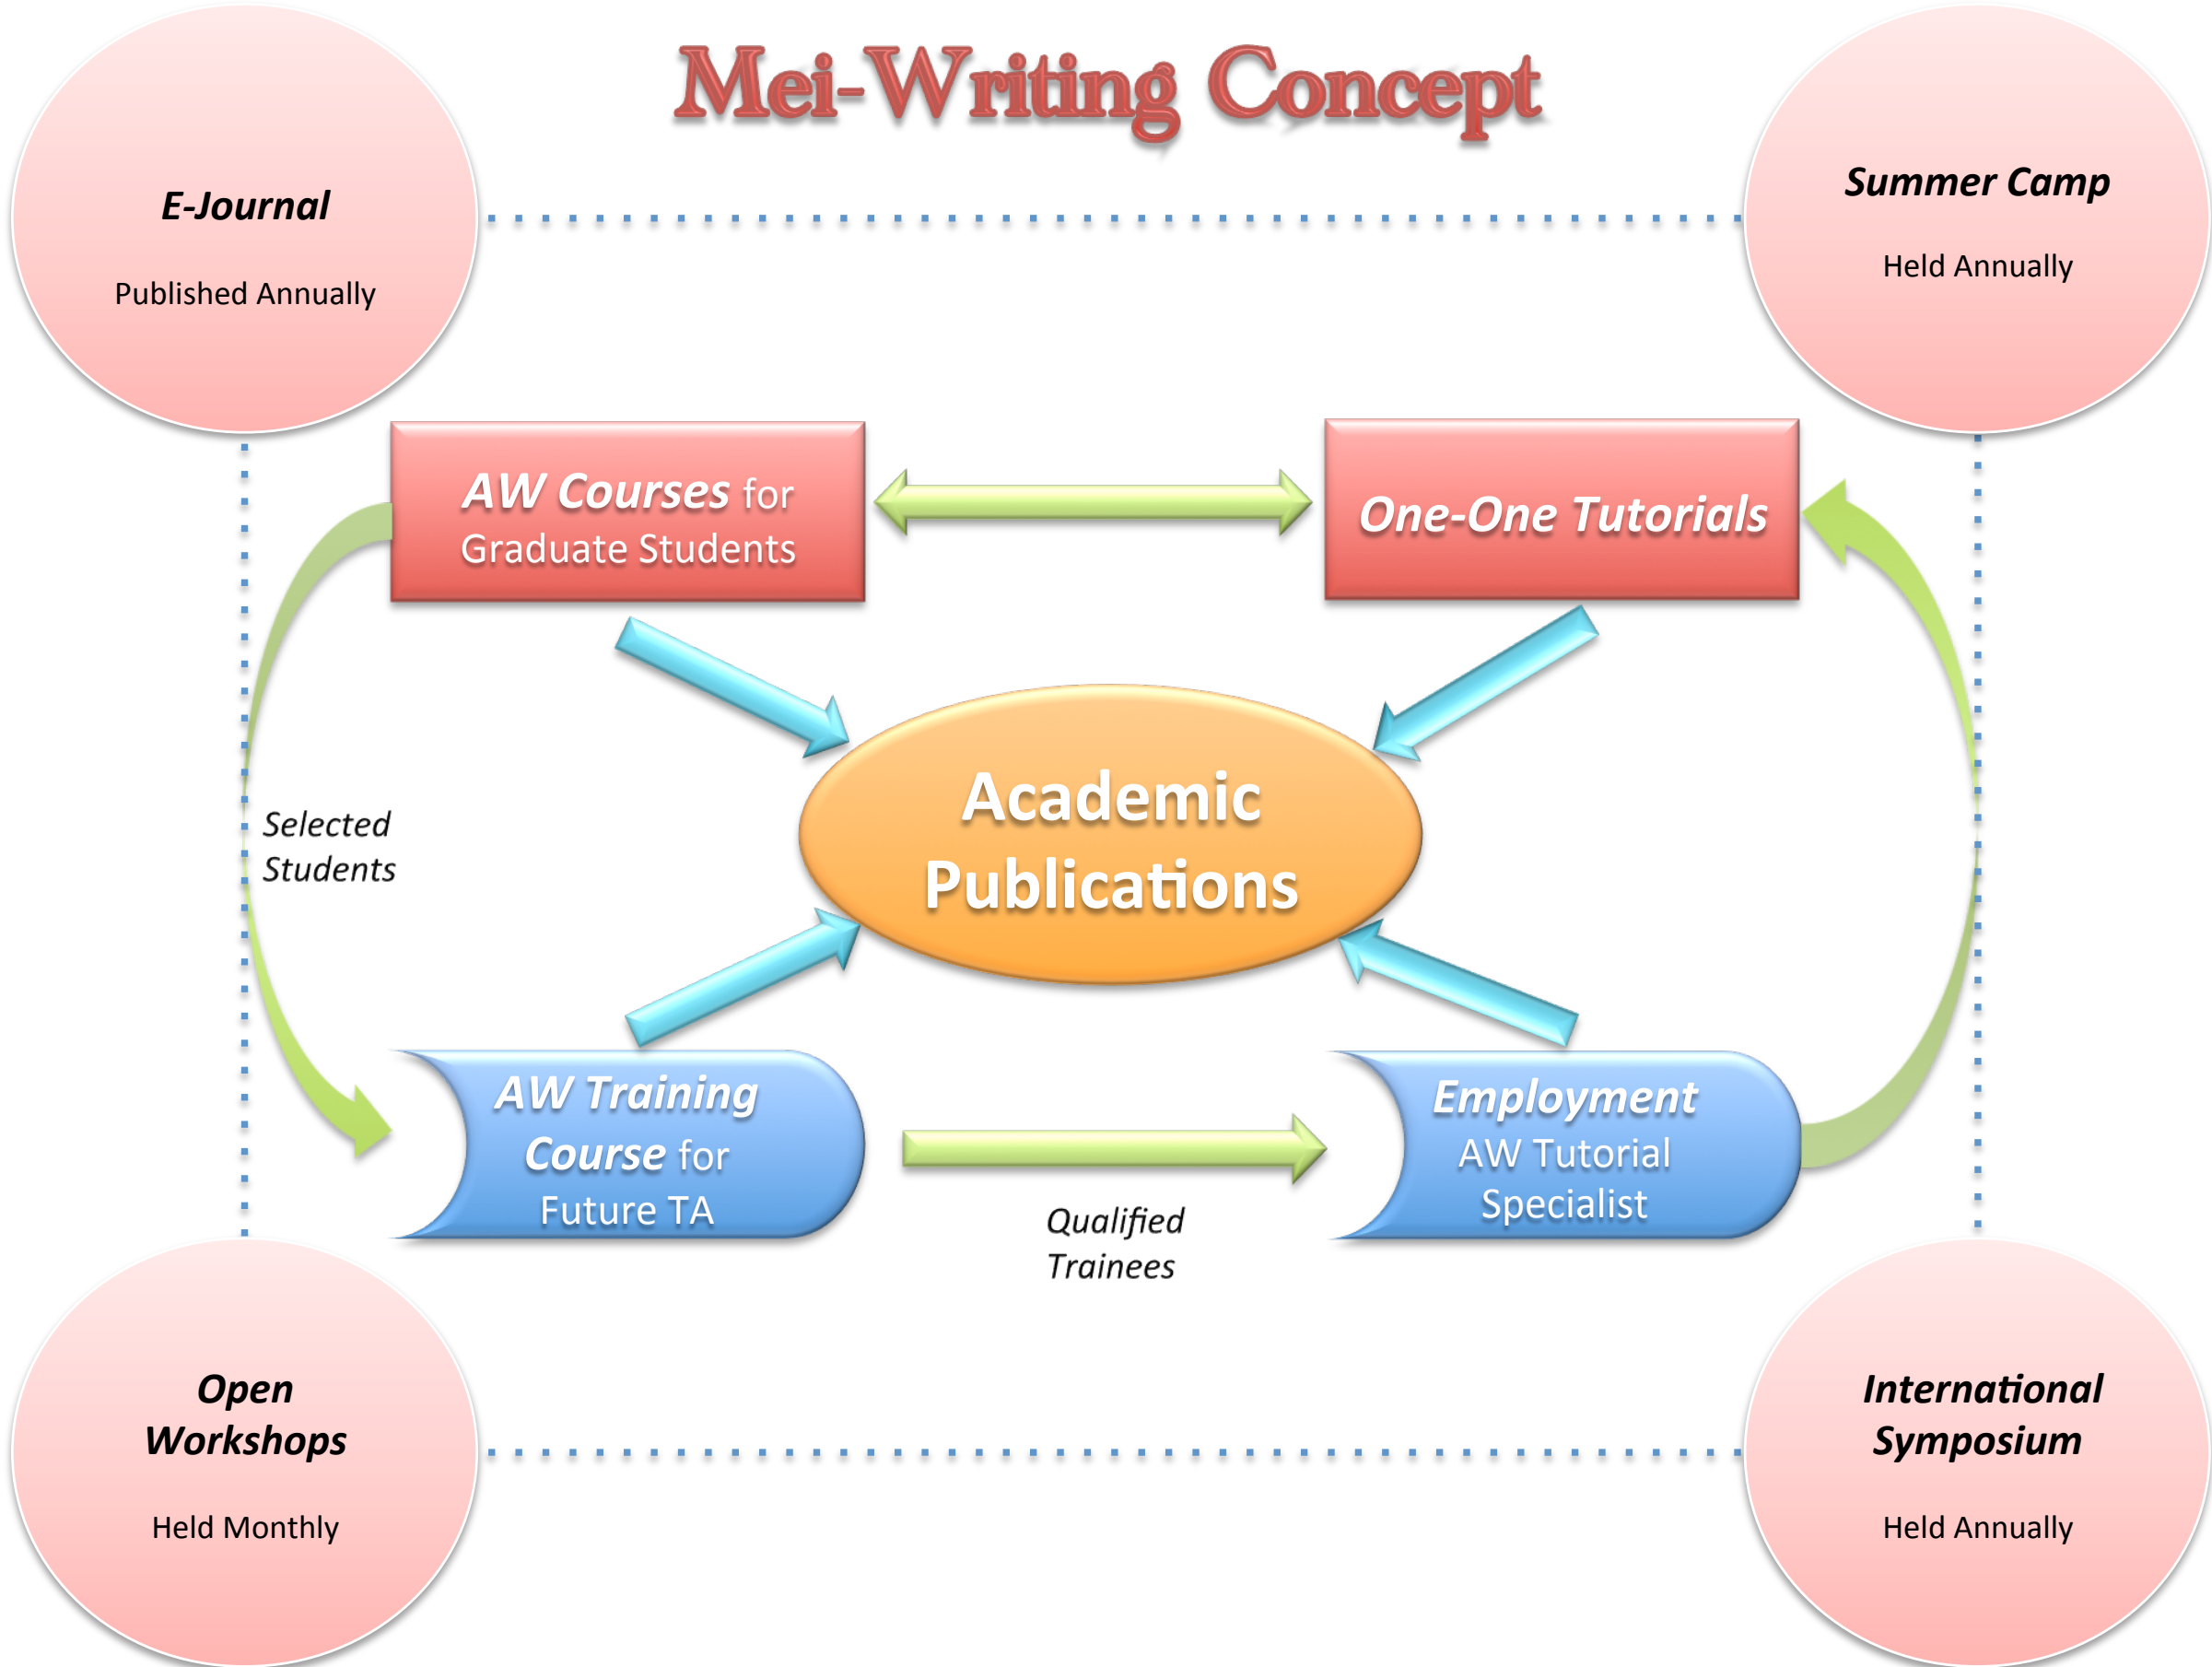 Mei-Writing Concept
E-Journal
Published Annually
Summer Camp
Held Annually
AW Courses for
Graduate Students
One-One Tutorials
Academic
Publications
Selected
Students
AW Training
Course for
Future TA
Qualified
Trainees
Employment
AW Tutorial
Specialist
Open
Workshops
Held Monthly
International
Symposium
Held Annually